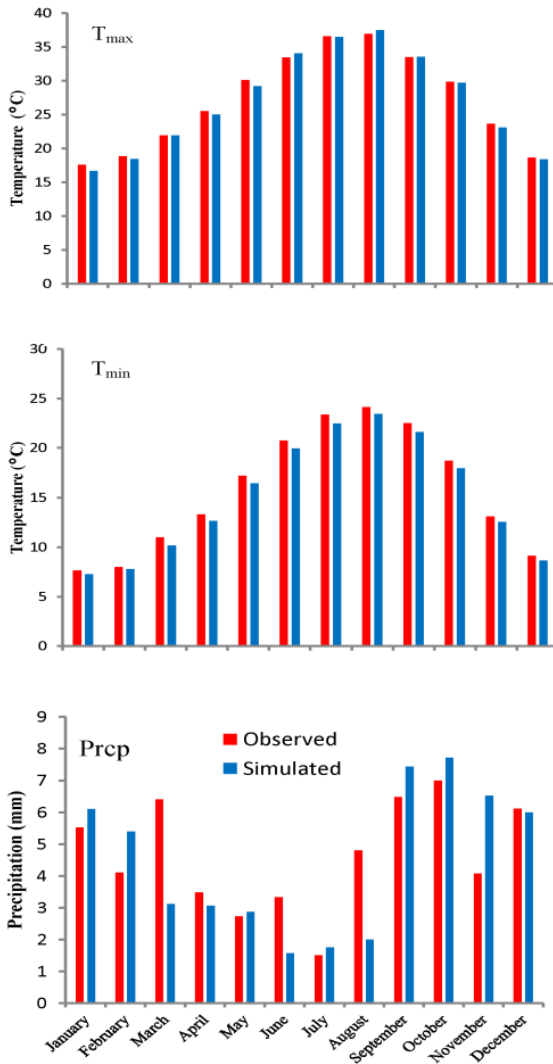 40
T_max
35
30
25
20
15
10
5
0
Temperature (°C)
30
T_min
25
20
15
10
5
0
Temperature (°C)
9
Prcp
Observed
Simulated
8
7
6
5
4
3
2
1
0
Precipitation (mm)
January
February
March
April
May
June
July
August
September
October
November
December